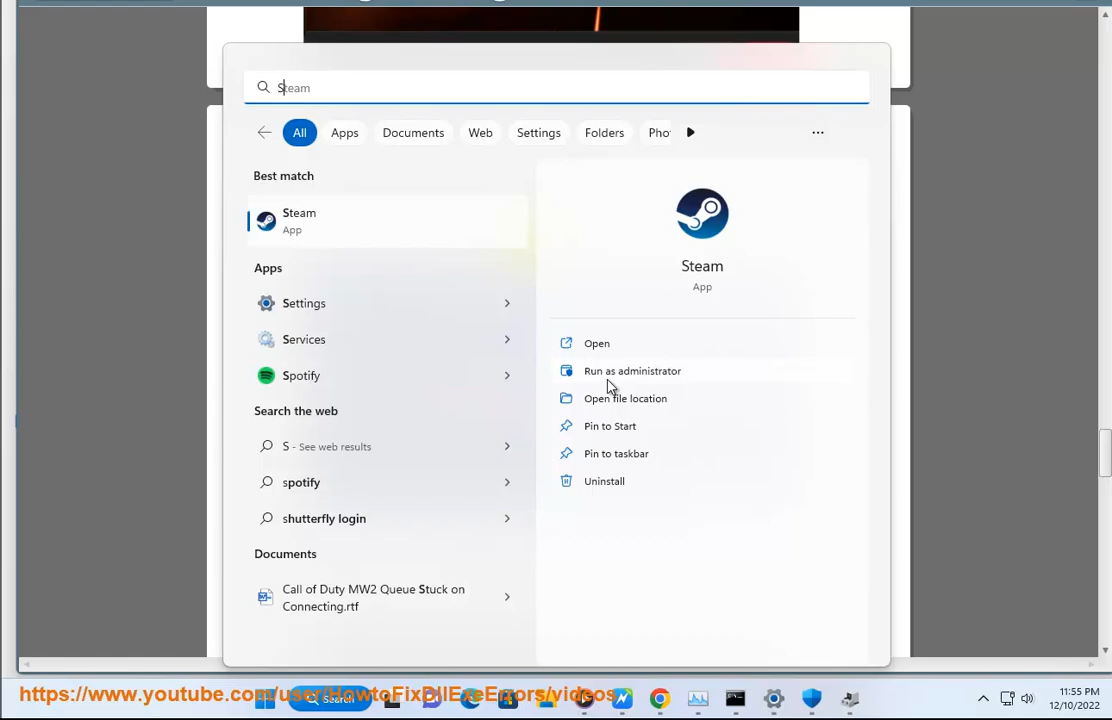 Steam
All
Apps
Documents
Web
Settings
Folders
Pho
Best match
Steam
App
Apps
Settings
Services
Spotify
Search the web
S - See web results
spotify
shutterfly login
Documents
Call of Duty MW2 Queue Stuck on
Connecting.rtf
Steam
App
Open
Run as administrator
Open file location
Pin to Start
Pin to taskbar
Uninstall
https://www.youtube.com/user/HowtoFixDllExeErrors/videos
Search
11:55 PM
12/10/2022